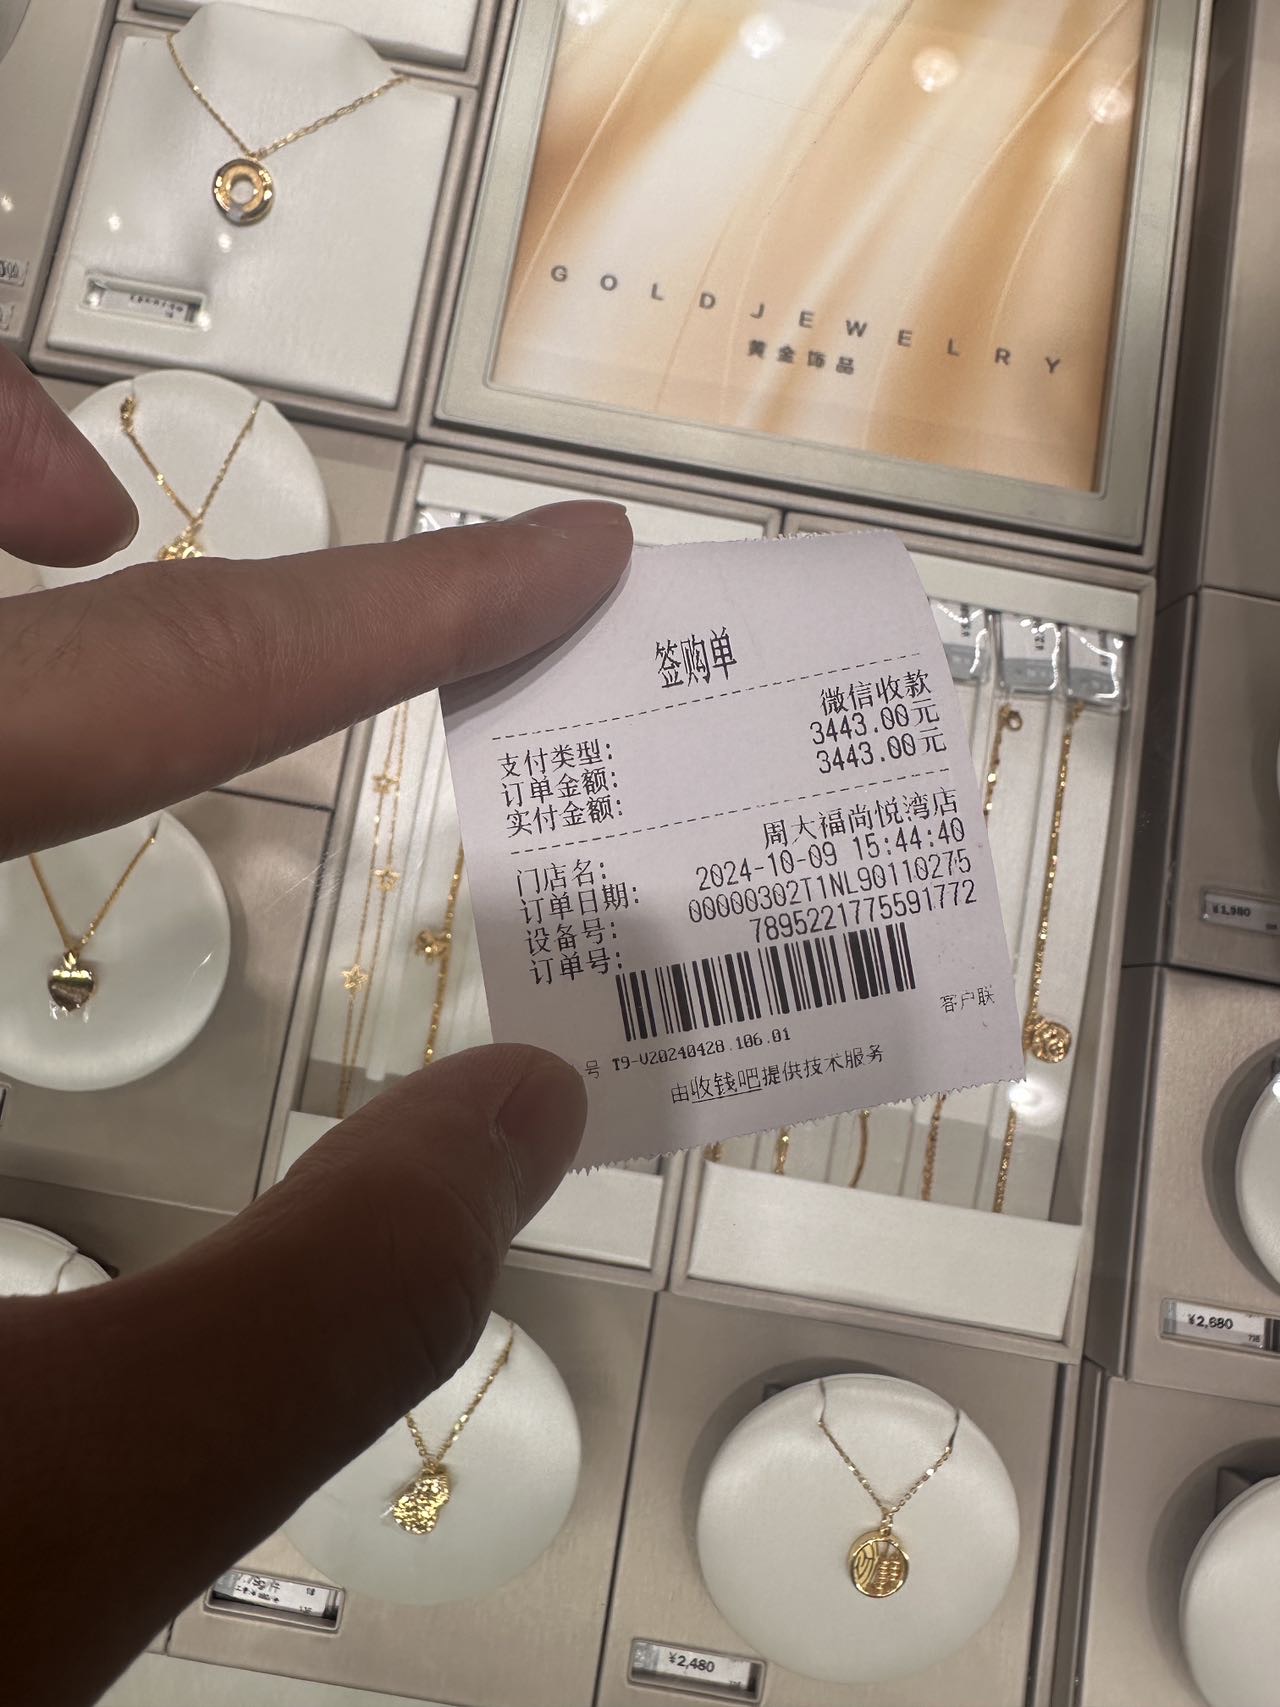 GOLD JEWELRY
黄金饰品
签购单
支付类型: 微信收款
订单金额: 3443.00元
实付金额: 3443.00元
门店名: 周大福尚悦湾店
订单日期: 2024-10-09 15:44:40
设备号: 00000302T1NL90110275
订单号: 7895221775591772
客户联
号 T9-V20240428.106.01
由收钱吧提供技术服务
¥1,980
¥2,680
¥2,480